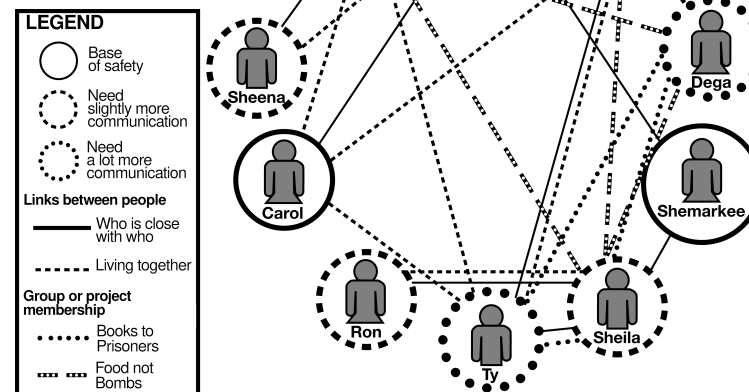 LEGEND
Base
of safety
Need
slightly more
communication
Need
a lot more
communication
Links between people
Who is close
with who
Living together
Group or project
membership
Books to
Prisoners
Food not
Bombs
Sheena
Dega
Carol
Shemarkee
Ron
Sheila
Ty